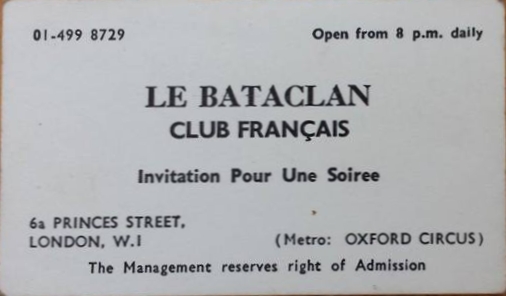 01-499 8729 Open from 8 p.m. daily
LE BATACLAN
CLUB FRANÇAIS
Invitation Pour Une Soiree
6a PRINCES STREET,
LONDON, W.I (Metro: OXFORD CIRCUS)
The Management reserves right of Admission